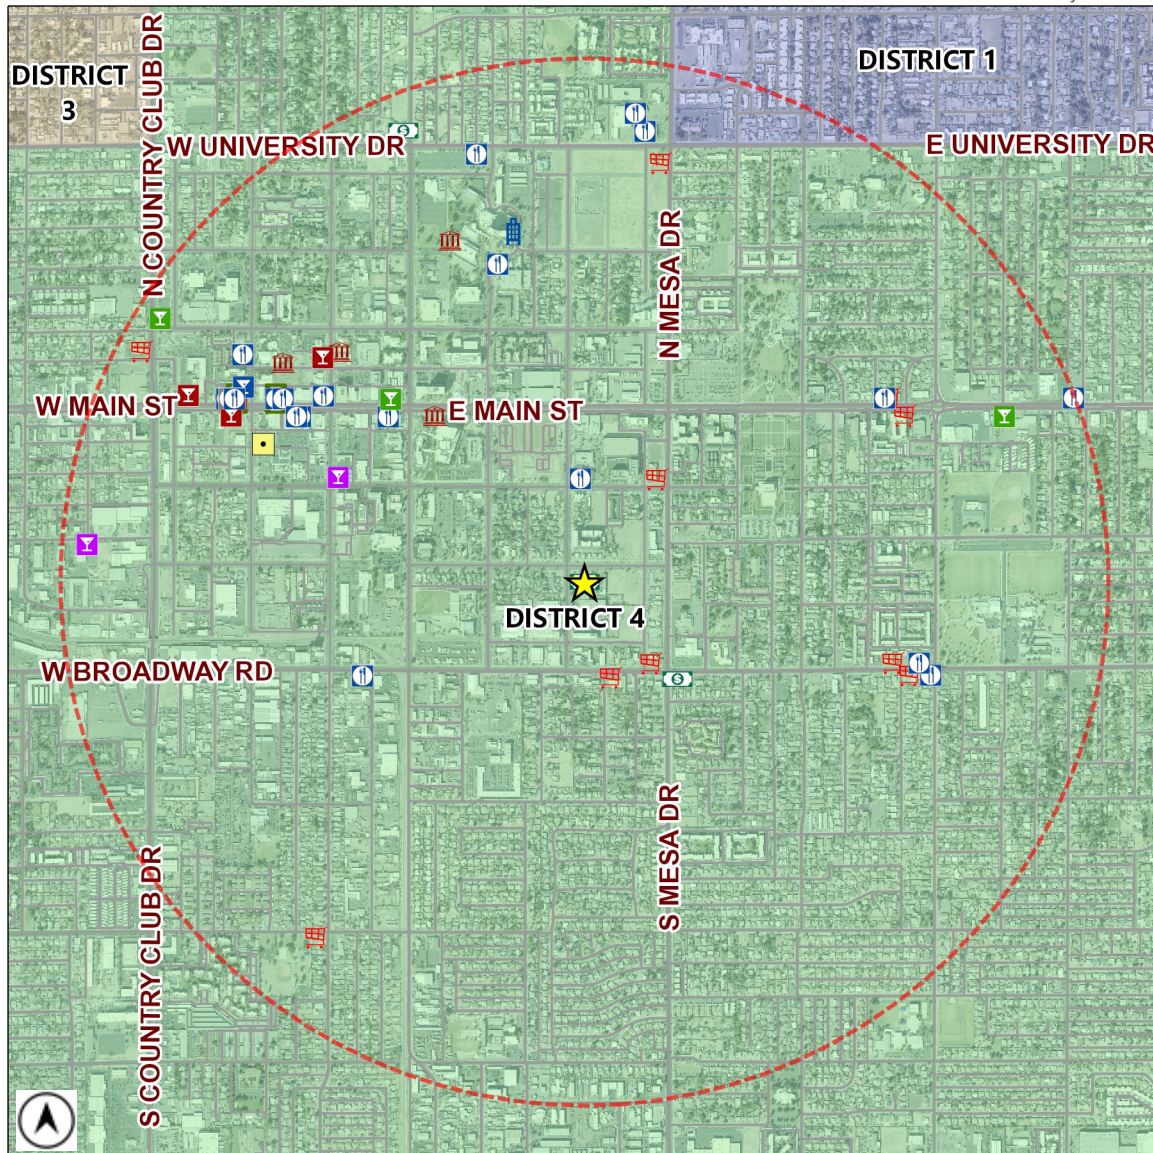 DISTRICT
3
N COUNTRY CLUB DR
DISTRICT 1
W UNIVERSITY DR
E UNIVERSITY DR
N MESA DR
W MAIN ST
E MAIN ST
DISTRICT 4
W BROADWAY RD
S MESA DR
S COUNTRY CLUB DR